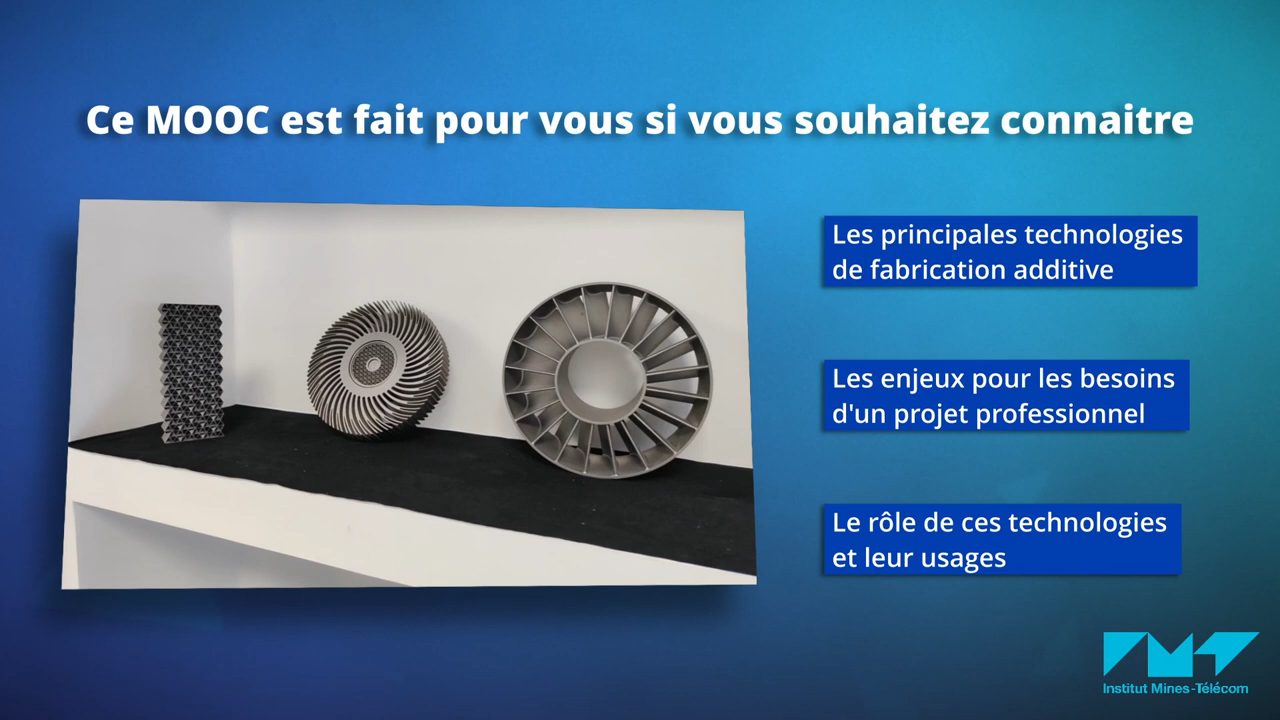 Ce MOOC est fait pour vous si vous souhaitez connaitre
Les principales technologies
de fabrication additive
Les enjeux pour les besoins
d'un projet professionnel
Le rôle de ces technologies
et leur usages
IMT
Institut Mines-Télécom